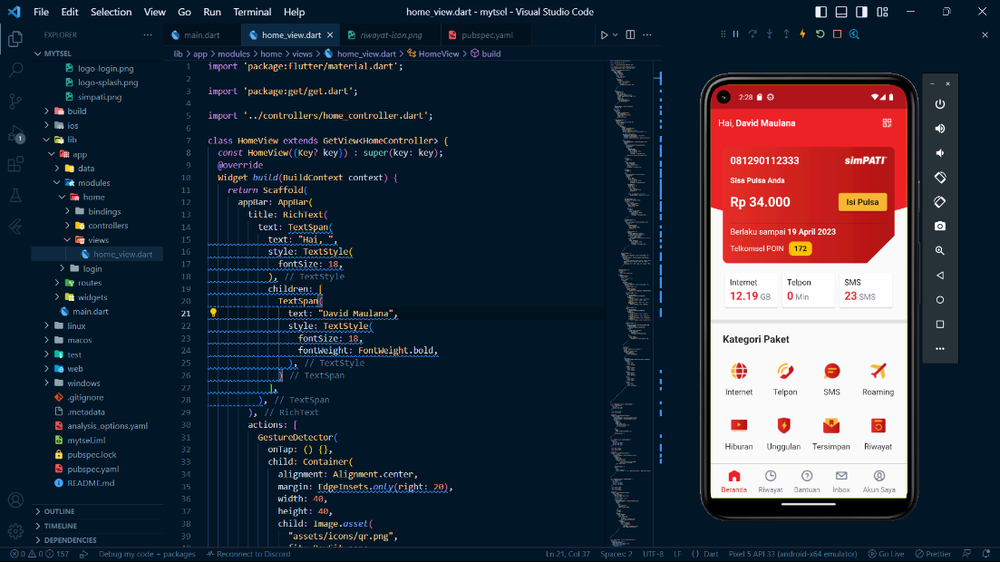 File Edit Selection View Go Run Terminal Help
home_view.dart - mytsel - Visual Studio Code
EXPLORER
MYTSEL
logo-login.png
logo-splash.png
simpati.png
build
ios
lib
app
data
modules
home
bindings
controllers
views
home_view.dart
login
routes
widgets
main.dart
linux
macos
test
web
windows
.gitignore
.metadata
analysis_options.yaml
mytsel.iml
pubspec.lock
pubspec.yaml
README.md
OUTLINE
TIMELINE
DEPENDENCIES
1
main.dart home_view.dart riwayat-icon.png pubspec.yaml
lib > app > modules > home > views > home_view.dart > HomeView > build
1 import 'package:flutter/material.dart';
2
3 import 'package:get/get.dart';
4
5 import '../controllers/home_controller.dart';
6
7 class HomeView extends GetView<HomeController> {
8 const HomeView({Key? key}) : super(key: key);
9 @override
10 Widget build(BuildContext context) {
11 return Scaffold(
12 appBar: AppBar(
13 title: RichText(
14 text: TextSpan(
15 text: "Hai, ",
16 style: TextStyle(
17 fontSize: 18,
18 ), // TextStyle
19 children: [
20 TextSpan(
21 text: "David Maulana",
22 style: TextStyle(
23 fontSize: 18,
24 fontWeight: FontWeight.bold,
25 ), // TextStyle
26 ) // TextSpan
27 ],
28 ), // TextSpan
29 ), // RichText
30 actions: [
31 GestureDetector(
32 onTap: () {},
33 child: Container(
34 alignment: Alignment.center,
35 margin: EdgeInsets.only(right: 20),
36 width: 40,
37 height: 40,
38 child: Image.asset(
39 "assets/icons/qr.png",
2:28
Hai, David Maulana
081290112333 simPATI
Sisa Pulsa Anda
Rp 34.000 Isi Pulsa
Berlaku sampai 19 April 2023
Telkomsel POIN 172
Internet Telpon SMS
12.19 GB 0 Min 23 SMS
Kategori Paket
Internet Telpon SMS Roaming
Hiburan Unggulan Tersimpan Riwayat
Beranda Riwayat Bantuan Inbox Akun Saya
0 0 157 Debug my code + packages Reconnect to Discord Ln 21, Col 37 Spaces: 2 UTF-8 LF {} Dart Pixel 5 API 33 (android-x64 emulator) Go Live Prettier